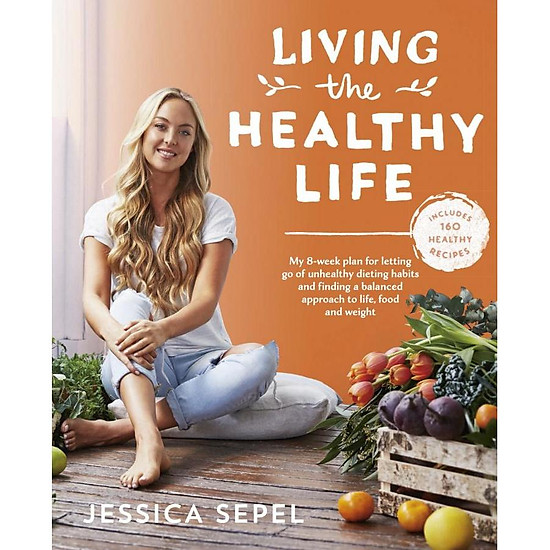 LIVING
the
HEALTHY
LIFE
INCLUDES
160
HEALTHY
RECIPES
My 8-week plan for letting
go of unhealthy dieting habits
and finding a balanced
approach to life, food
and weight
JESSICA SEPEL